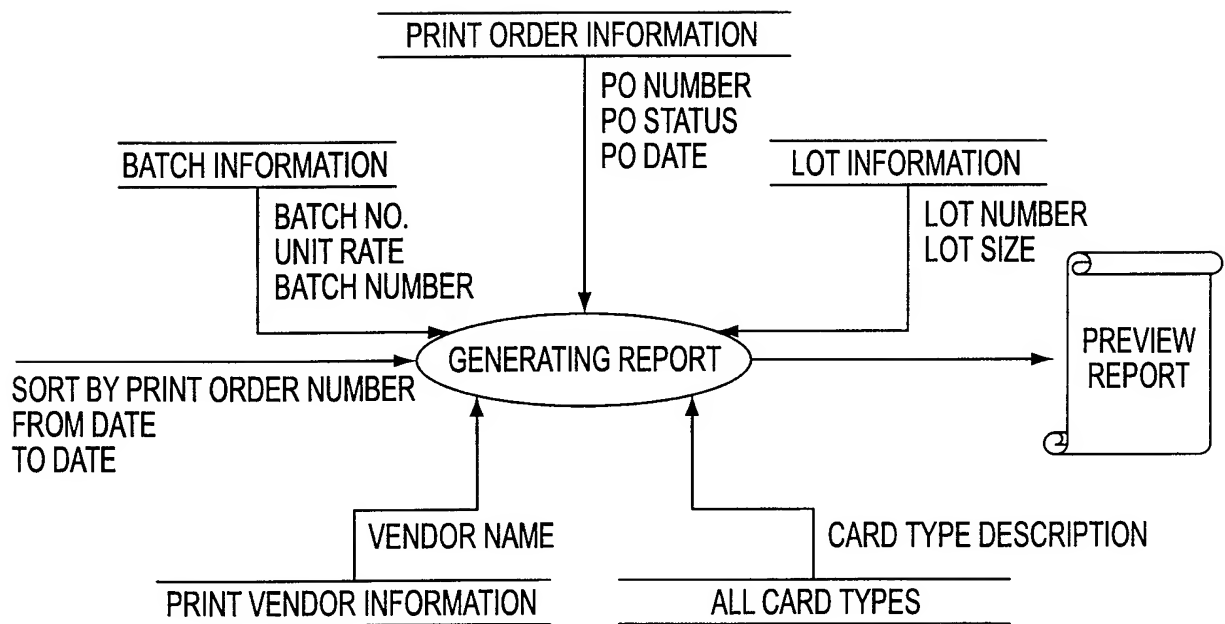 PRINT ORDER INFORMATION
PO NUMBER
PO STATUS
PO DATE
BATCH INFORMATION
BATCH NO.
UNIT RATE
BATCH NUMBER
LOT INFORMATION
LOT NUMBER
LOT SIZE
GENERATING REPORT
PREVIEW
REPORT
SORT BY PRINT ORDER NUMBER
FROM DATE
TO DATE
VENDOR NAME
PRINT VENDOR INFORMATION
CARD TYPE DESCRIPTION
ALL CARD TYPES